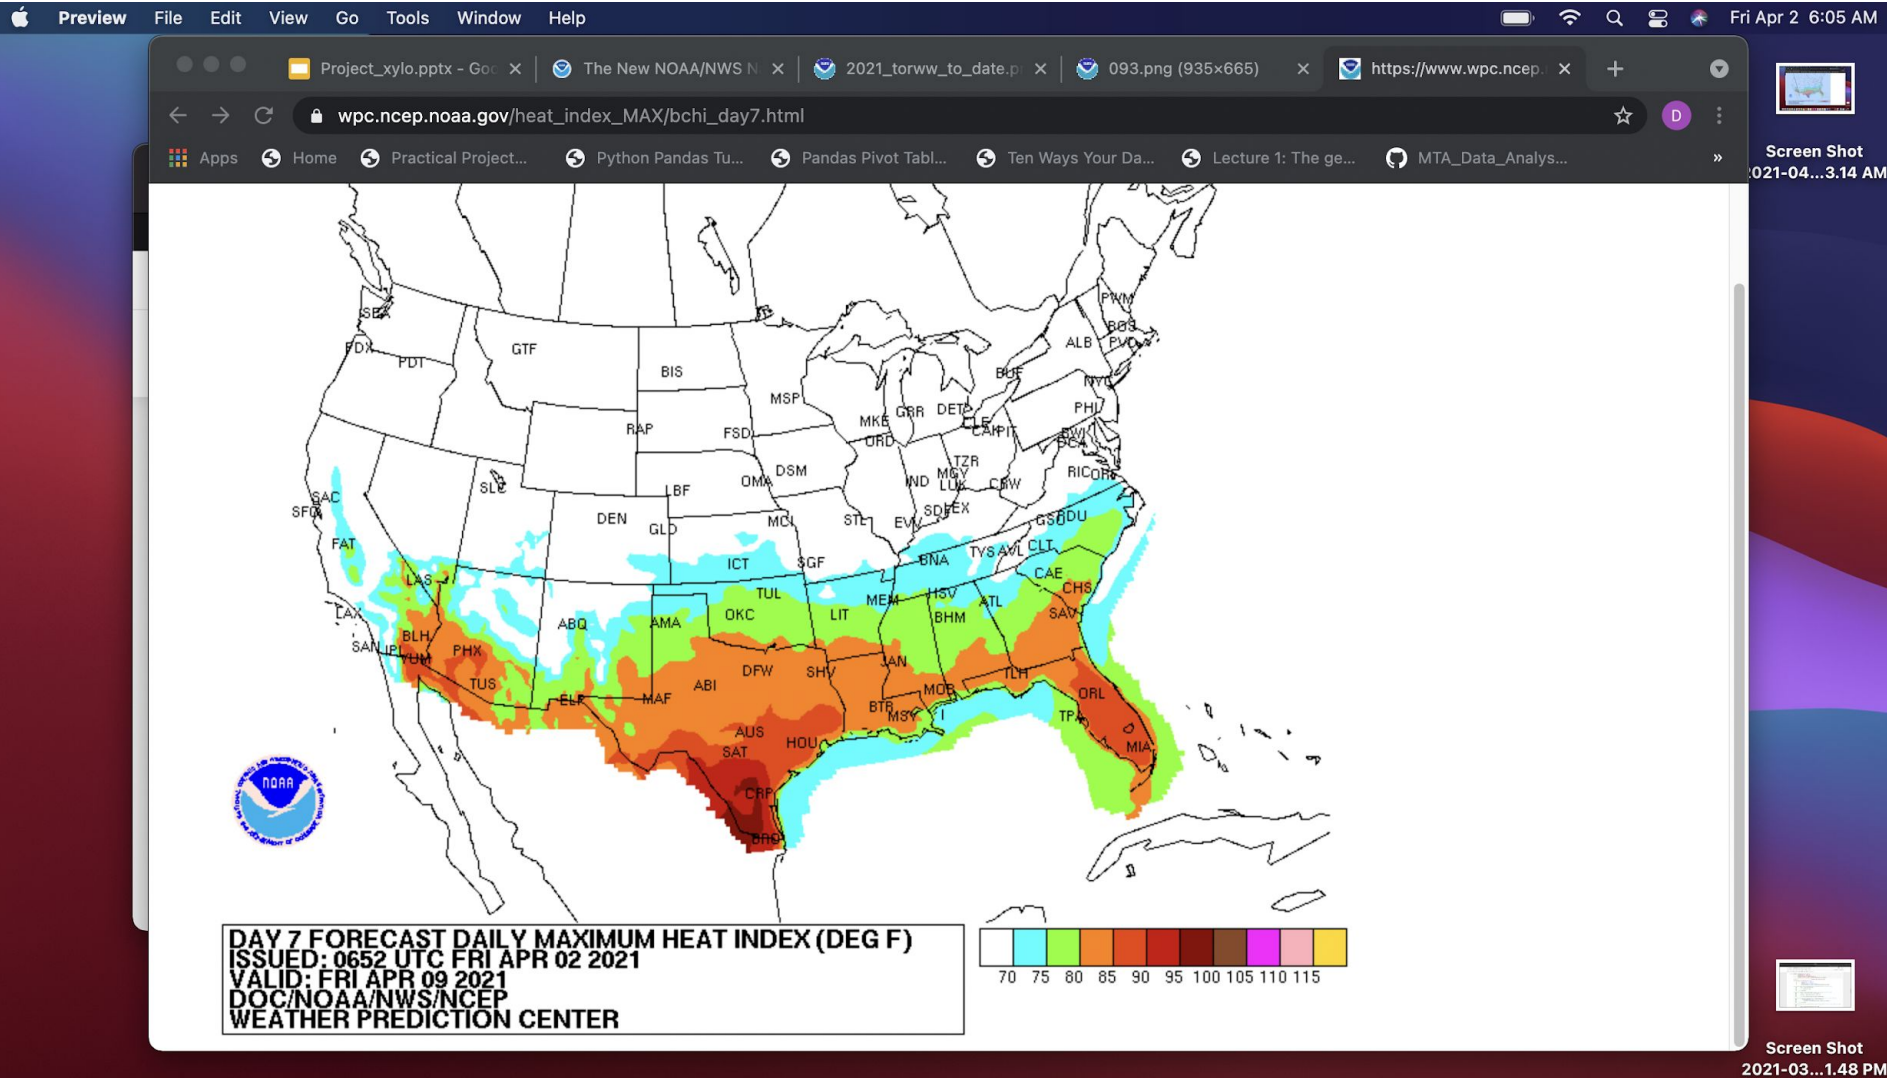 Preview File Edit View Go Tools Window Help Fri Apr 2 6:05 AM
Project_xylo.pptx - Goo The New NOAA/NWS N 2021_torww_to_date.p 093.png (935×665) https://www.wpc.ncep.
wpc.ncep.noaa.gov/heat_index_MAX/bchi_day7.html D
Apps Home Practical Project... Python Pandas Tu... Pandas Pivot Tabl... Ten Ways Your Da... Lecture 1: The ge... MTA_Data_Analys... »
Screen Shot
021-04...3.14 AM
PWM
SEA
BOS
PDX GTF ALB PVD
PDT
BIS BUF
NYC
MSP GRR DET PHL
MKE CLE
RAP FSD ORD CAK PIT BWI
DCA
DSM TZR RIC ORF
SLC OMA IND MGY CRW
LBF LUK
SAC
SFO DEN GLD MCI STL EVV SDF LEX GSO RDU
FAT TYS AVL CLT
ICT SGF BNA
LAS CAE
TUL MEM HSV ATL CHS
LAX ABQ AMA OKC LIT BHM SAV
BLH
SAN IPL YUM PHX DFW SHV JAN
TUS ABI TLH
ELP MAF MOB ORL
BTR MSY TPA
AUS
SAT HOU MIA
CRP
BRO
NOAA
DAY 7 FORECAST DAILY MAXIMUM HEAT INDEX (DEG F)
ISSUED: 0652 UTC FRI APR 02 2021
VALID: FRI APR 09 2021
DOC/NOAA/NWS/NCEP
WEATHER PREDICTION CENTER
70 75 80 85 90 95 100 105 110 115
Screen Shot
2021-03...1.48 PM